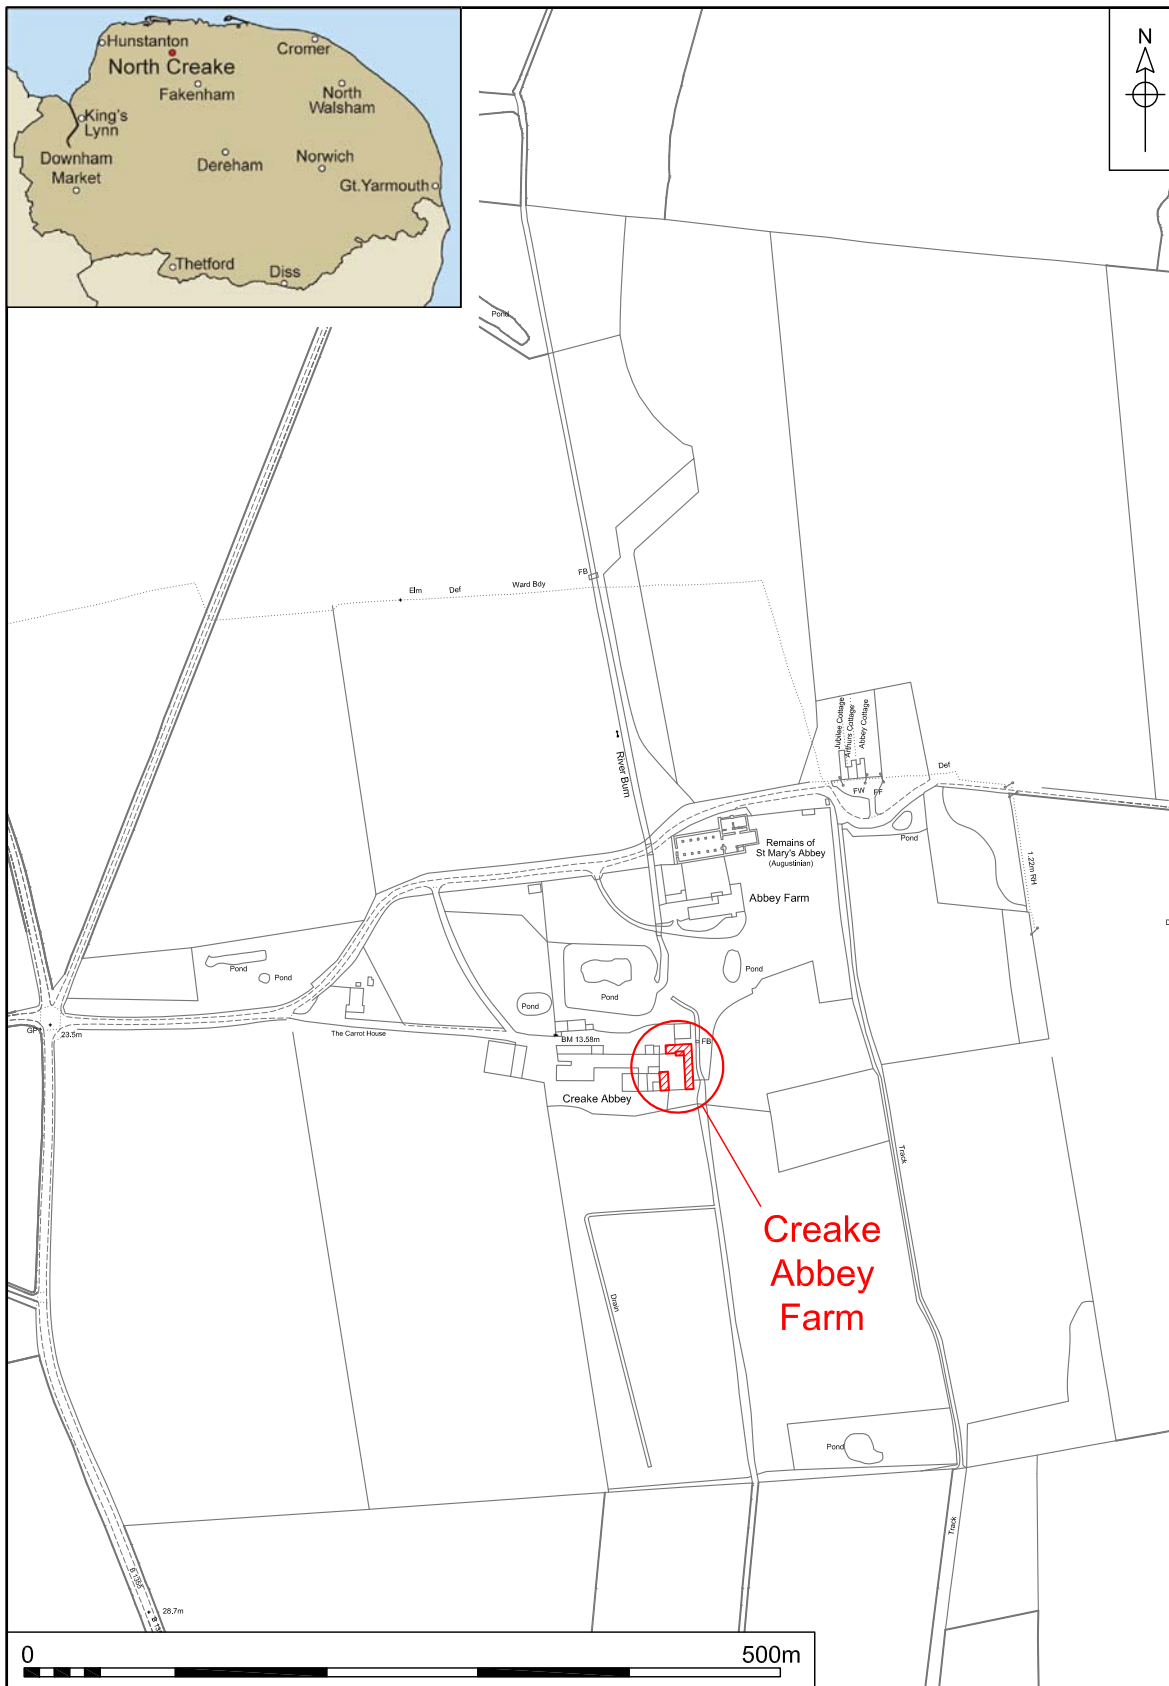 Hunstanton
Cromer
North Creake
Fakenham
North
Walsham
King's
Lynn
Downham
Market
Dereham
Norwich
Gt.Yarmouth
Thetford
Diss
N
Pond
FB
Elm
Def
Ward Bdy
River Burn
Jubilee Cottage
Arthurs Cottage
Abbey Cottage
Def
FW
FF
Pond
1.22m RH
Remains of
St Mary's Abbey
(Augustinian)
Abbey Farm
Pond
Pond
Pond
Pond
Pond
GP
23.5m
The Carrot House
BM 13.58m
FB
Creake Abbey
Track
Creake
Abbey
Farm
Drain
Pond
Track
B 1355
28.7m
0
500m